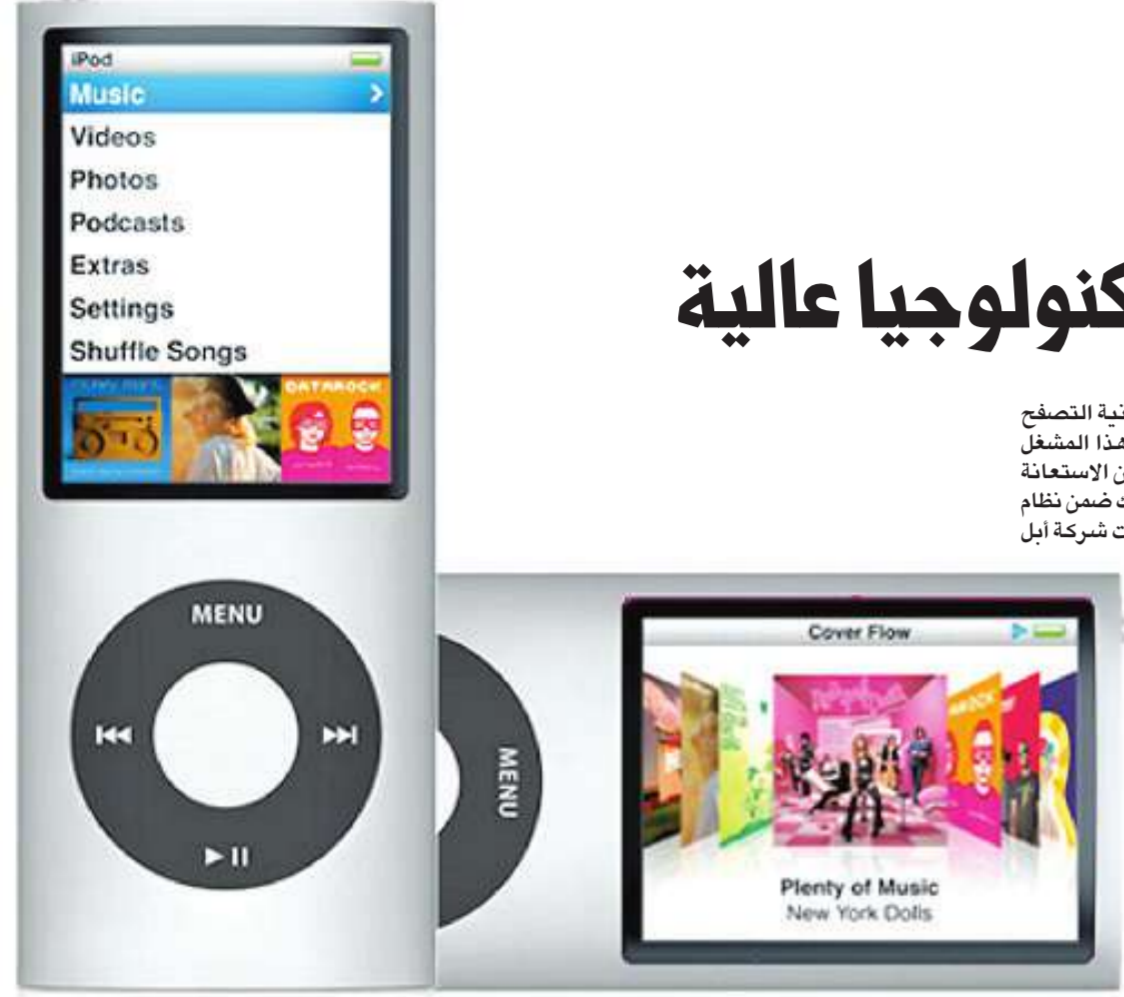 iPod
Music
Videos
Photos
Podcasts
Extras
Settings
Shuffle Songs
DATAROCK
MENU
كنولوجيا عالية
نية التصفح
هذا المشغل
ن الاستعانة
ك ضمن نظام
ت شركة أبل
MENU
Cover Flow
Plenty of Music
New York Dolls